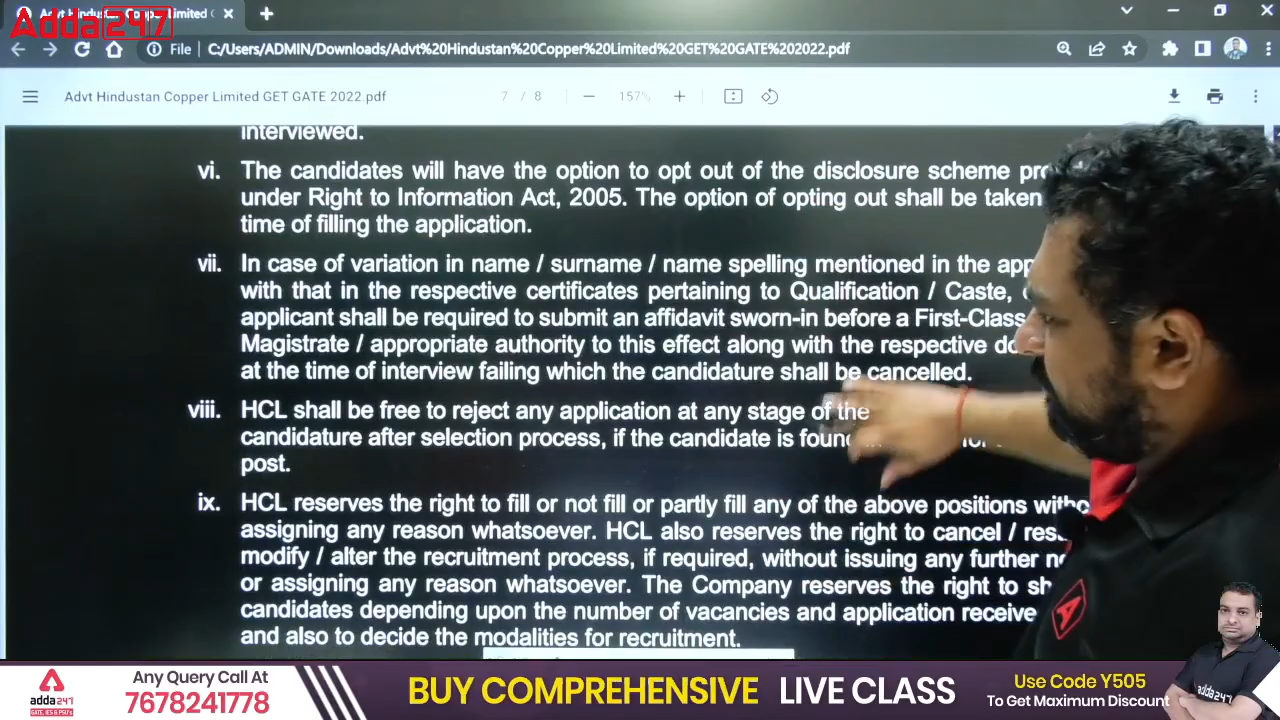 Advt Hindustan Copper Limited
Adda247
File
C:/Users/ADMIN/Downloads/Advt%20Hindustan%20Copper%20Limited%20GET%20GATE%202022.pdf
Advt Hindustan Copper Limited GET GATE 2022.pdf
7 / 8
157%
interviewed.
vi. The candidates will have the option to opt out of the disclosure scheme
under Right to Information Act, 2005. The option of opting out shall be taken
time of filling the application.
vii. In case of variation in name / surname / name spelling mentioned in the
with that in the respective certificates pertaining to Qualification / Caste,
applicant shall be required to submit an affidavit sworn-in before a First-Class
Magistrate / appropriate authority to this effect along with the respective
at the time of interview failing which the candidature shall be cancelled.
viii. HCL shall be free to reject any application at any stage of the
candidature after selection process, if the candidate is found
post.
ix. HCL reserves the right to fill or not fill or partly fill any of the above positions
assigning any reason whatsoever. HCL also reserves the right to cancel /
modify / alter the recruitment process, if required, without issuing any further
or assigning any reason whatsoever. The Company reserves the right to
candidates depending upon the number of vacancies and application
and also to decide the modalities for recruitment.
adda247
GATE, IES & PSUs
Any Query Call At
7678241778
BUY COMPREHENSIVE LIVE CLASS
Use Code Y505
To Get Maximum Discount
adda247